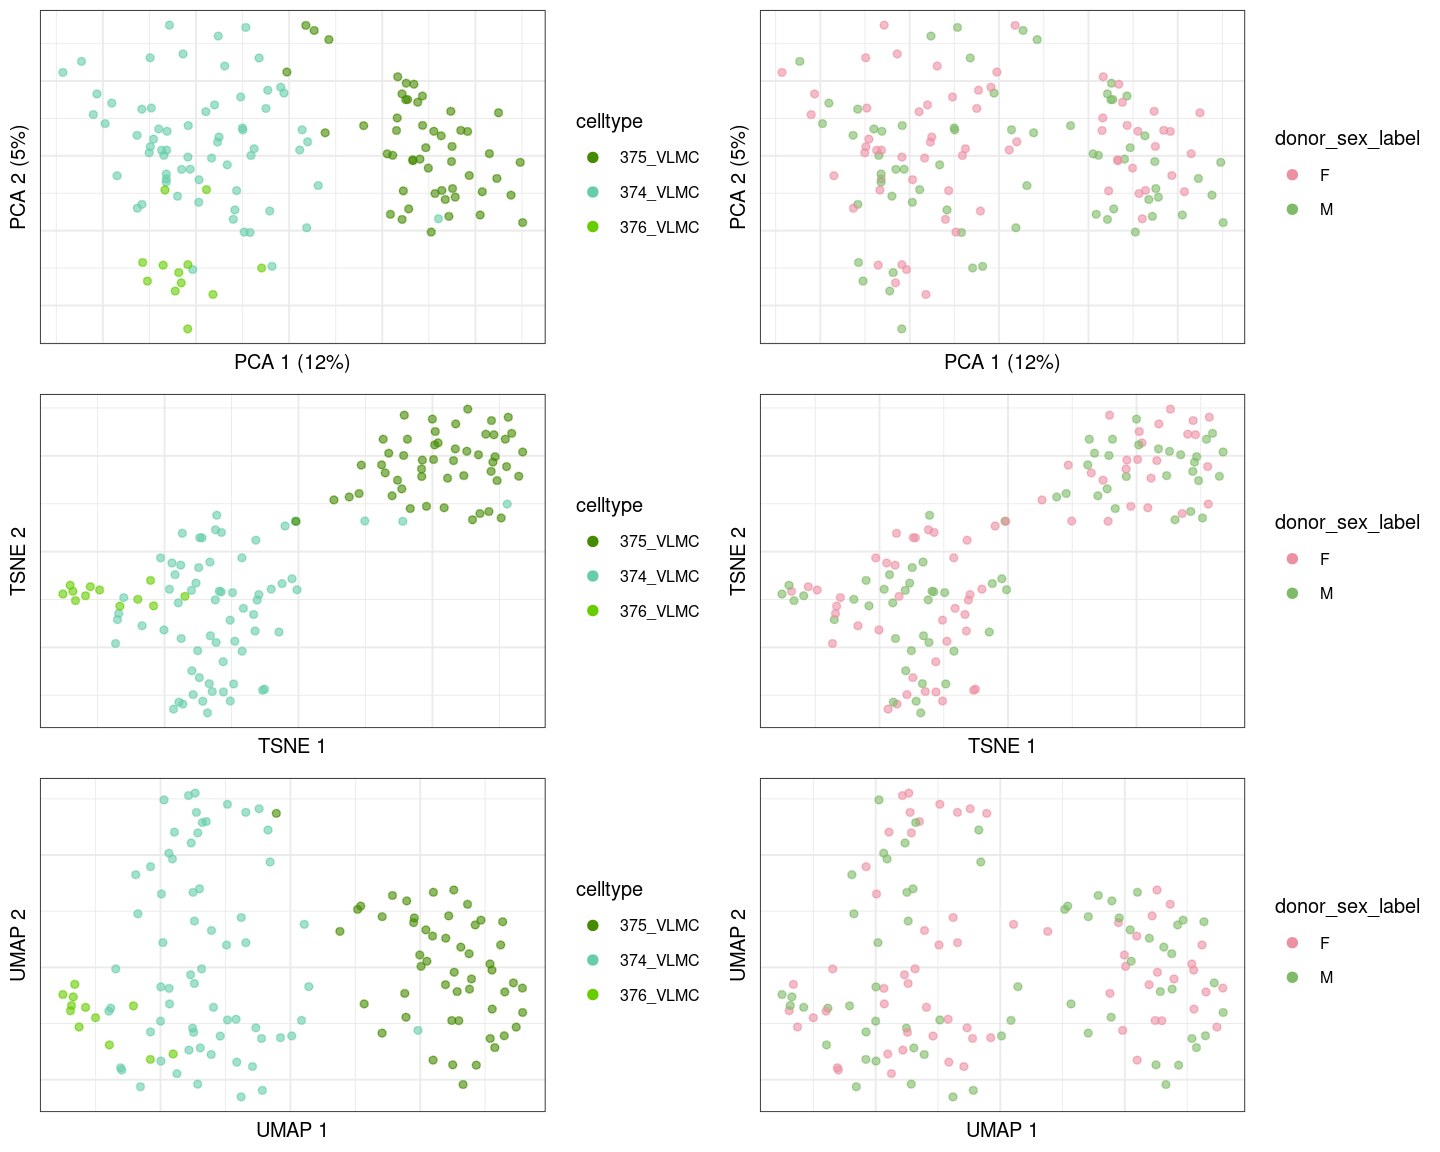 PCA 2 (5%)
PCA 1 (12%)
celltype
375_VLMC
374_VLMC
376_VLMC
PCA 2 (5%)
PCA 1 (12%)
donor_sex_label
F
M
TSNE 2
TSNE 1
celltype
375_VLMC
374_VLMC
376_VLMC
TSNE 2
TSNE 1
donor_sex_label
F
M
UMAP 2
UMAP 1
celltype
375_VLMC
374_VLMC
376_VLMC
UMAP 2
UMAP 1
donor_sex_label
F
M